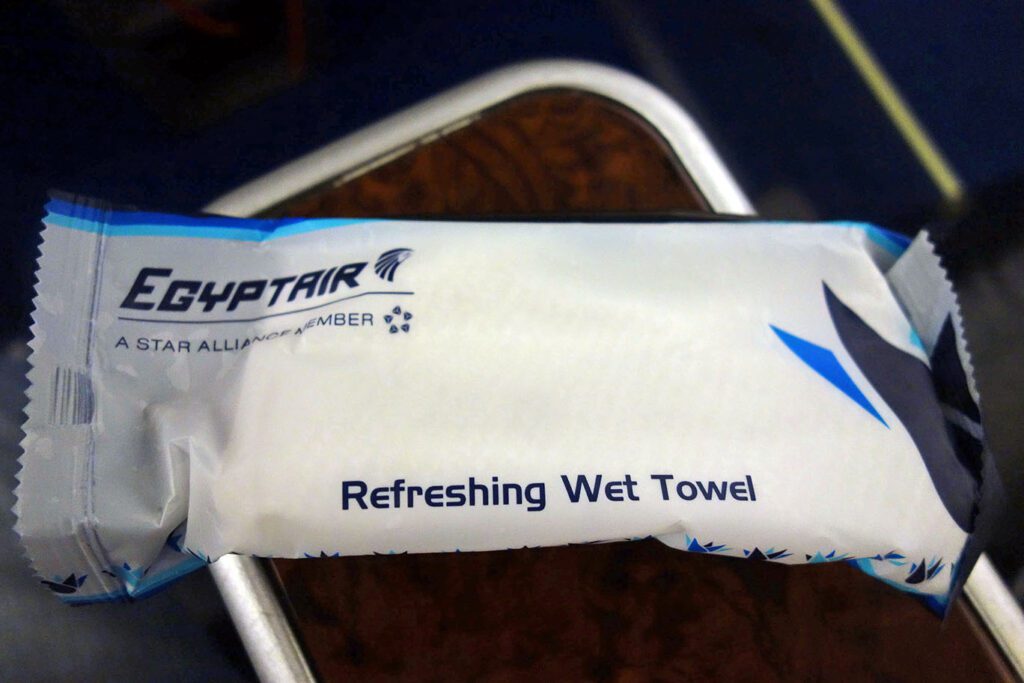 EGYPTAIR
A STAR ALLIANCE MEMBER
Refreshing Wet Towel